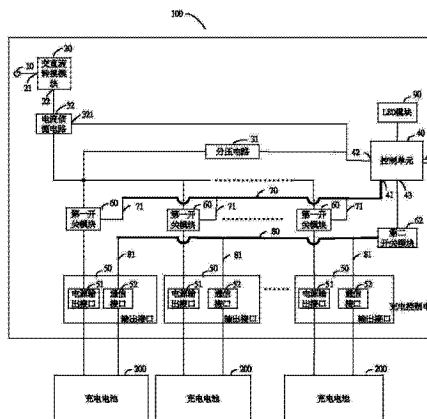 100
20
10
交直流转换模块
21
22
32
电流侦测电路
321
90
LED模块
40
31
分压电路
42
控制单元
41
43
70
60
第一开关模块
71
60
第一开关模块
71
60
第一开关模块
71
80
62
第二开关模块
81
81
81
50
51
52
电源输出接口
通信接口
输出接口
50
51
52
电源输出接口
通信接口
输出接口
50
51
52
电源输出接口
通信接口
输出接口
充电控制电
200
充电电池
200
充电电池
200
充电电池